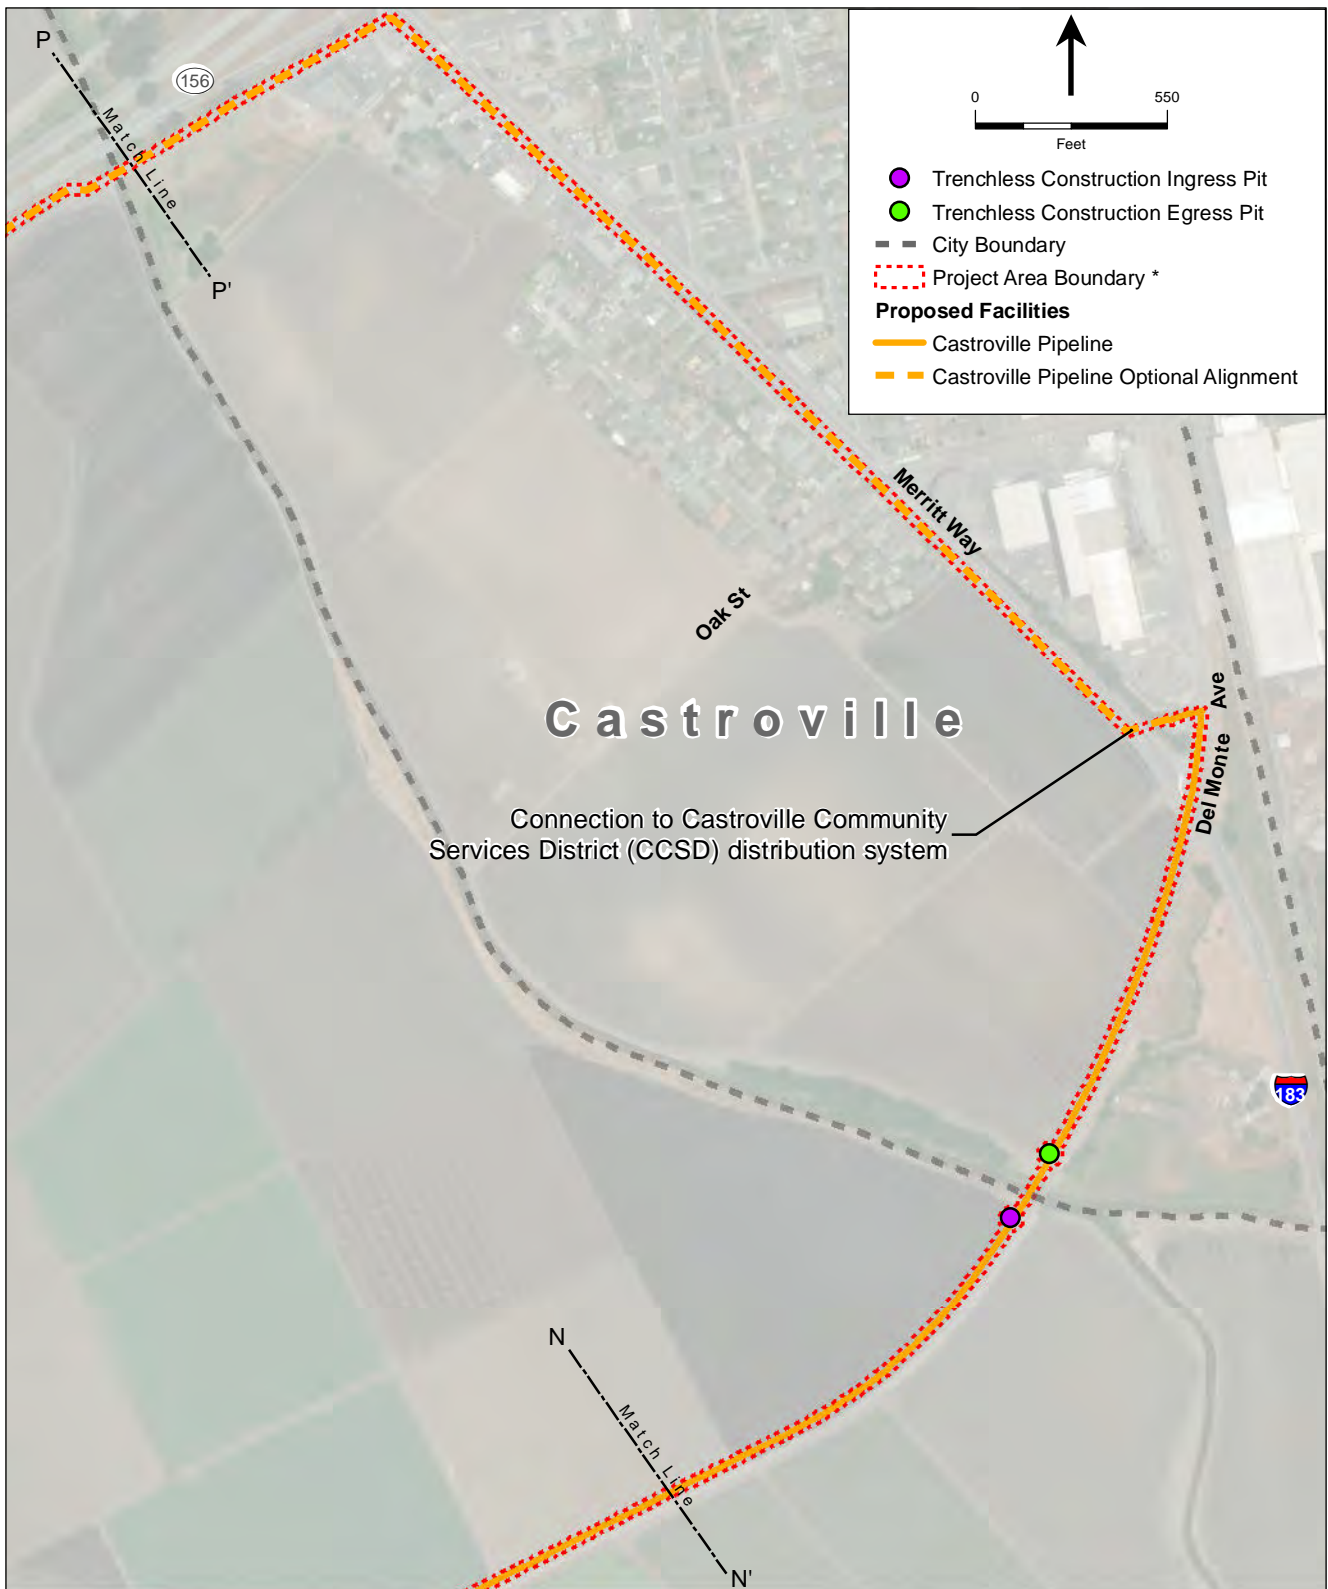 P
156
Match Line
P'
0 550
Feet
Trenchless Construction Ingress Pit
Trenchless Construction Egress Pit
City Boundary
Project Area Boundary *
Proposed Facilities
Castroville Pipeline
Castroville Pipeline Optional Alignment
Merritt Way
Oak St
Castroville
Del Monte Ave
Connection to Castroville Community
Services District (CCSD) distribution system
183
N
Match Line
N'